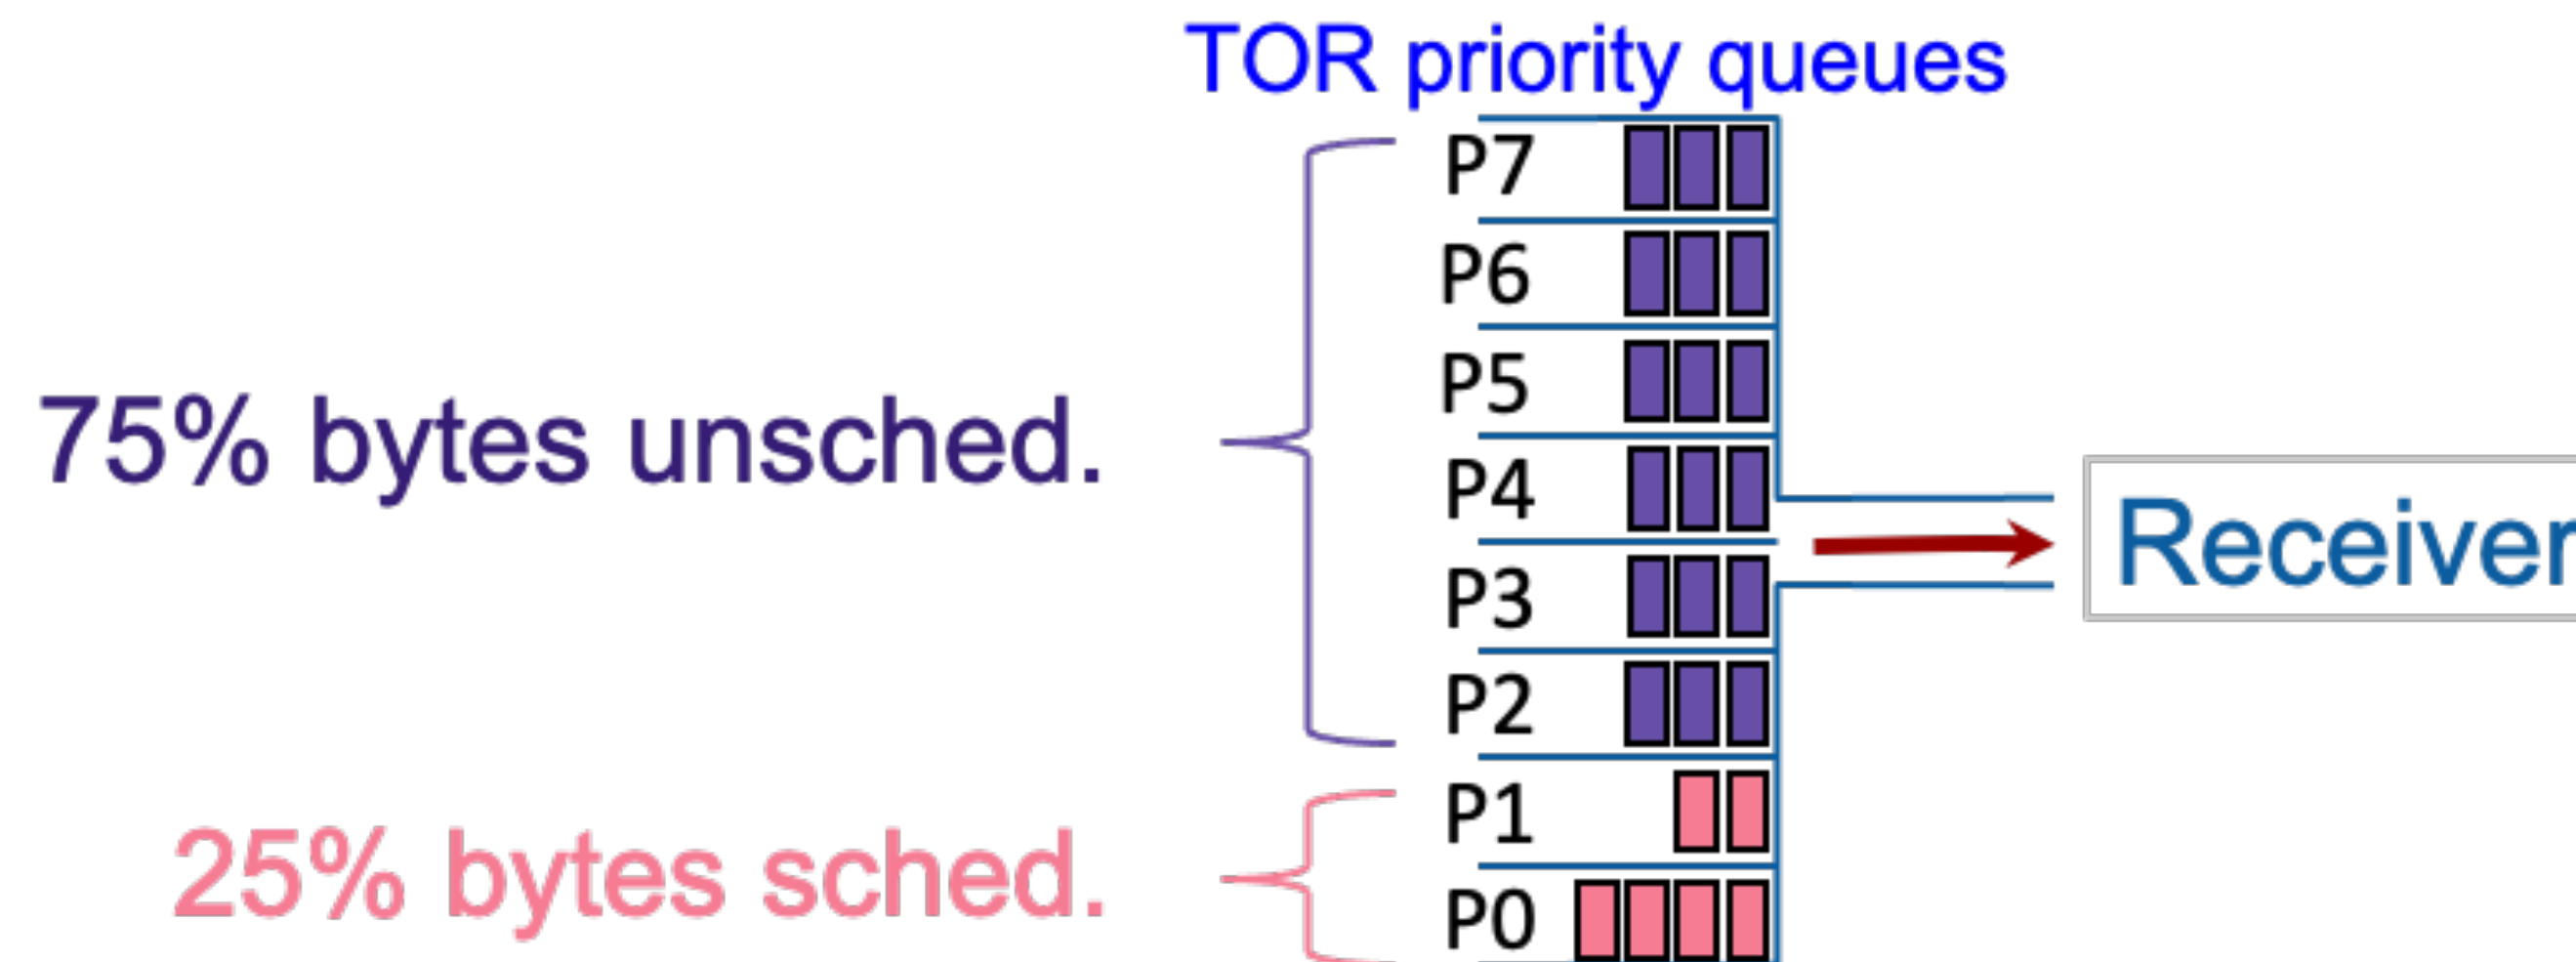 TOR priority queues
P7
P6
P5
75% bytes unsched.
P4
Receiver
P3
P2
P1
25% bytes sched.
P0